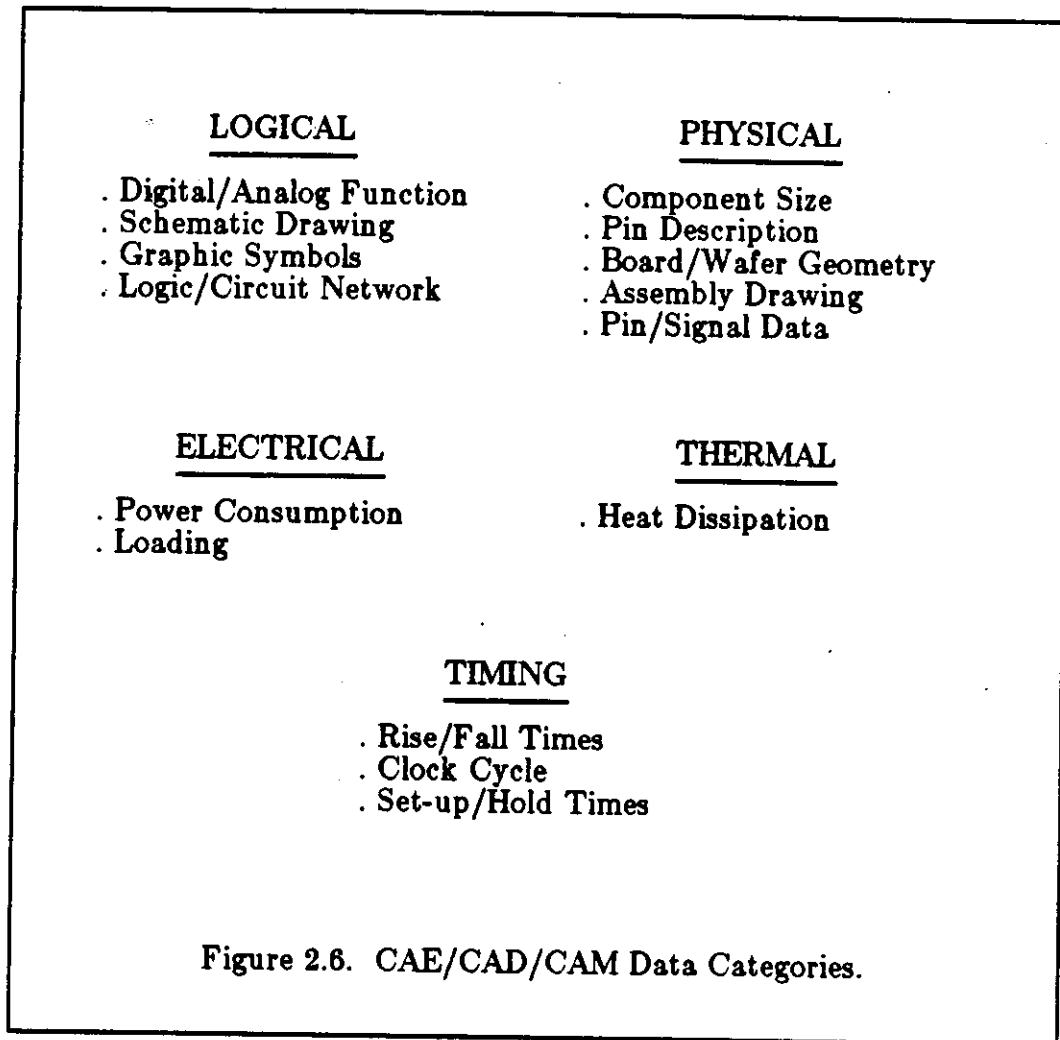 LOGICAL
. Digital/Analog Function
. Schematic Drawing
. Graphic Symbols
. Logic/Circuit Network
PHYSICAL
. Component Size
. Pin Description
. Board/Wafer Geometry
. Assembly Drawing
. Pin/Signal Data
ELECTRICAL
. Power Consumption
. Loading
THERMAL
. Heat Dissipation
TIMING
. Rise/Fall Times
. Clock Cycle
. Set-up/Hold Times
Figure 2.6. CAE/CAD/CAM Data Categories.